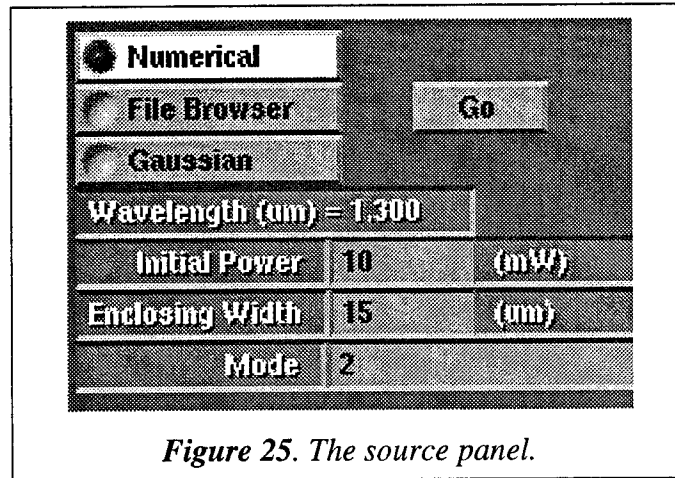 Numerical
File Browser Go
Gaussian
Wavelength (um) = 1.300
Initial Power 10 (mW)
Enclosing Width 15 (um)
Mode 2
Figure 25. The source panel.